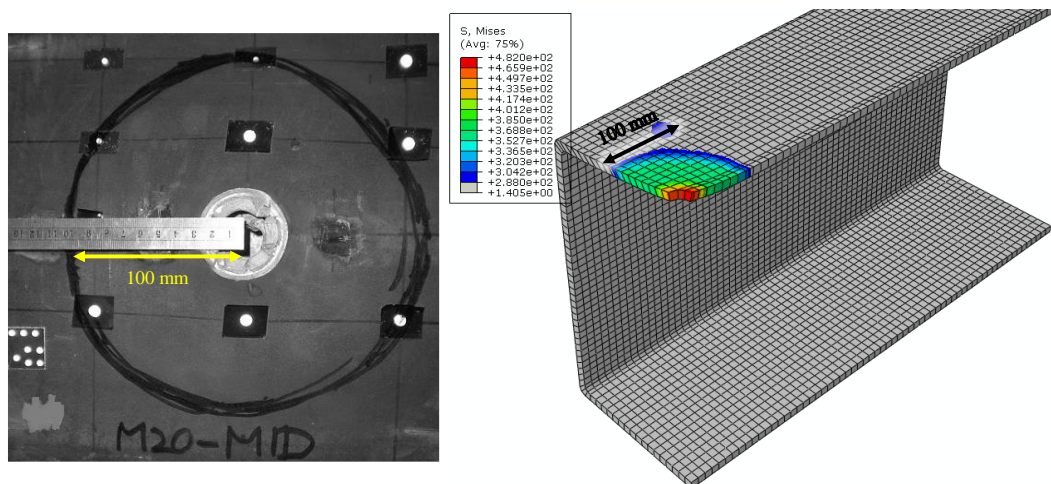 100 mm
M20-MID
S, Mises
(Avg: 75%)
+4.820e+02
+4.659e+02
+4.497e+02
+4.335e+02
+4.174e+02
+4.012e+02
+3.850e+02
+3.688e+02
+3.527e+02
+3.365e+02
+3.203e+02
+3.042e+02
+2.880e+02
+1.405e+00
100 mm